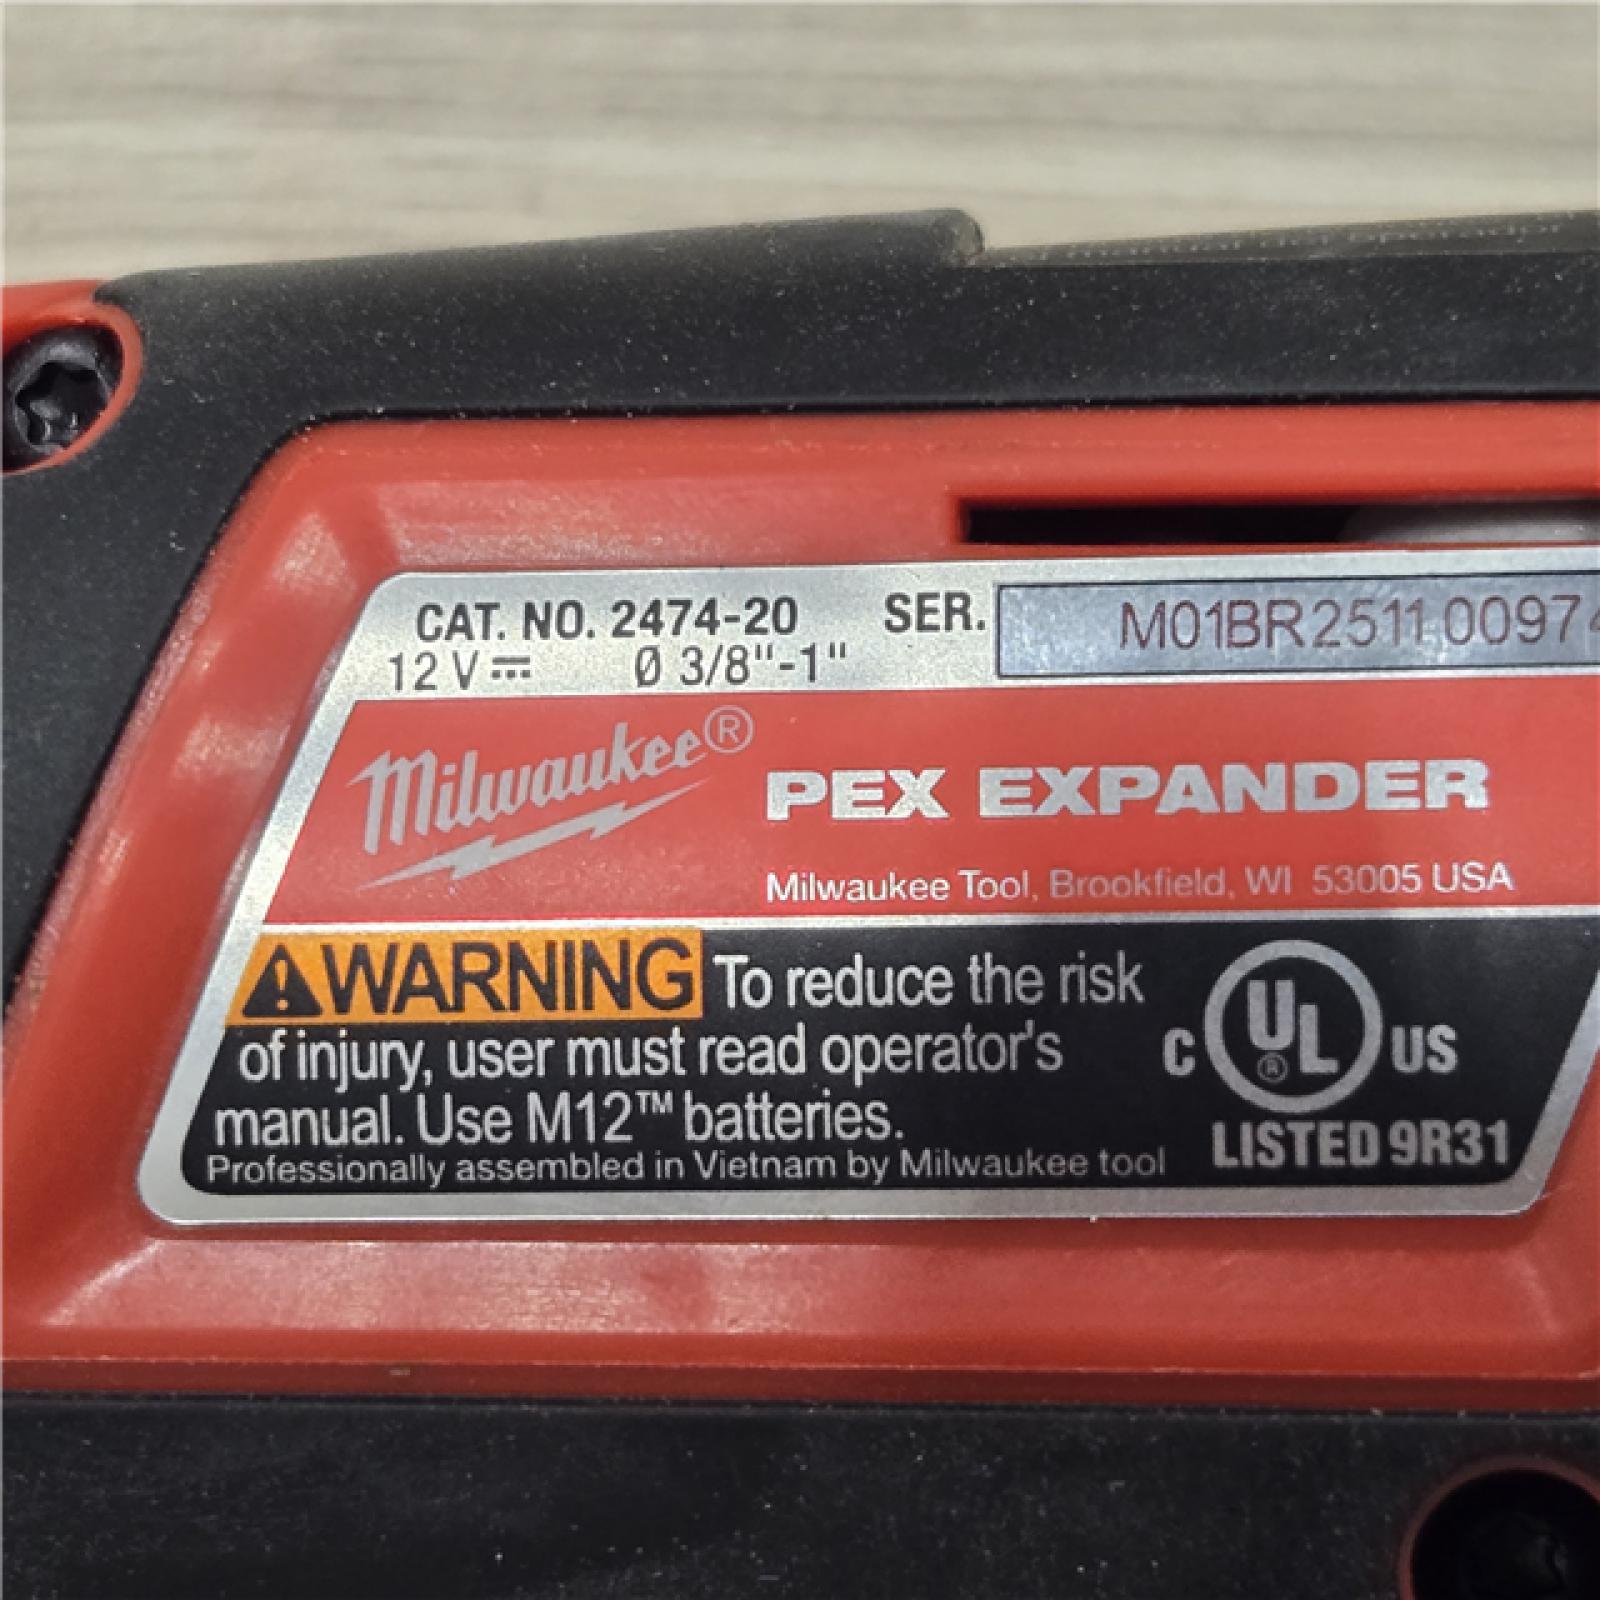 CAT. NO. 2474-20 SER. M01BR2511 00974
12 V⎓ Ø 3/8"-1"
Milwaukee® PEX EXPANDER
Milwaukee Tool, Brookfield, WI 53005 USA
⚠WARNING To reduce the risk
of injury, user must read operator's
manual. Use M12™ batteries.
Professionally assembled in Vietnam by Milwaukee tool
C UL® US
LISTED 9R31